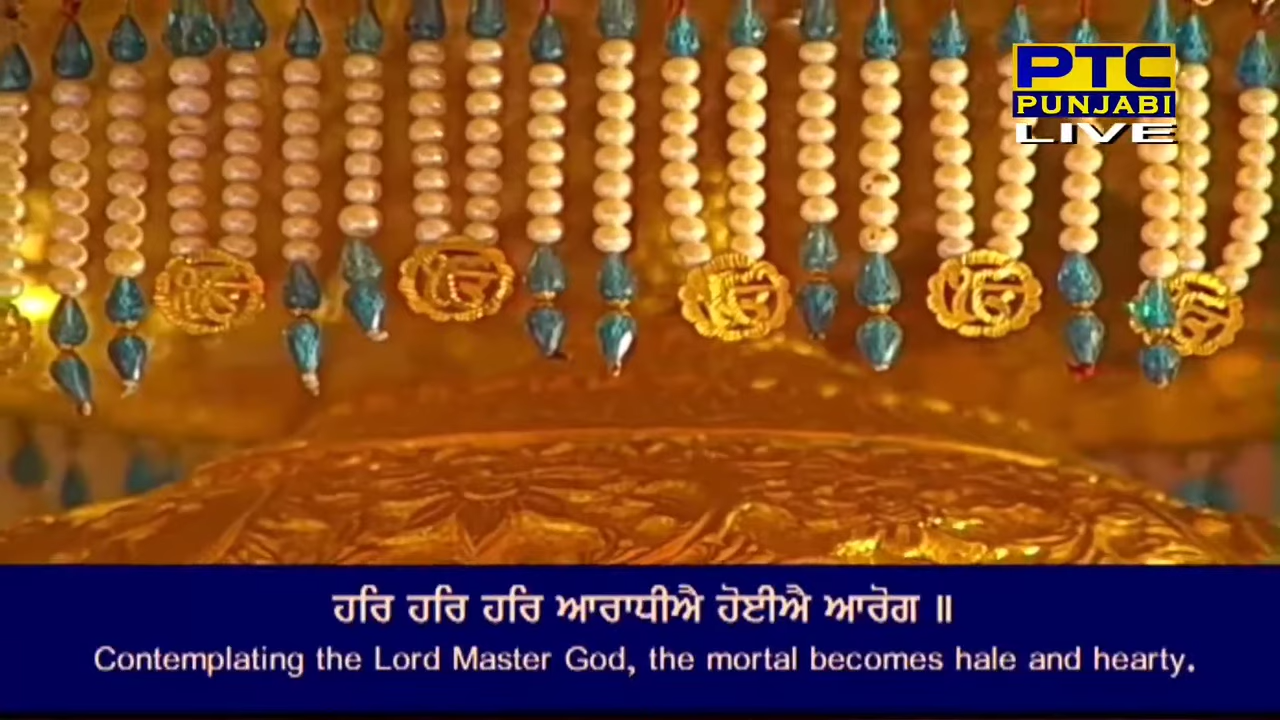 PTC
PUNJABI
LIVE
ਹਰਿ ਹਰਿ ਹਰਿ ਆਰਾਧੀਐ ਹੋਈਐ ਆਰੋਗ ॥
Contemplating the Lord Master God, the mortal becomes hale and hearty.